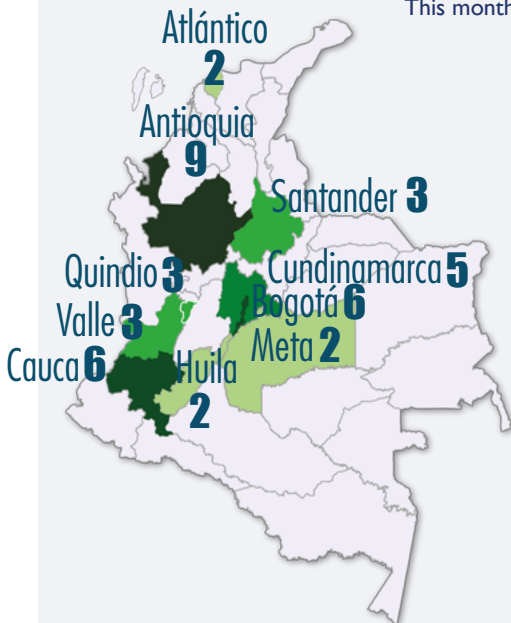 This month
Atlántico
2
Antioquia
9
Santander 3
Cundinamarca 5
Quindio 3
Bogotá 6
Valle 3
Meta 2
Cauca 6
Huila
2